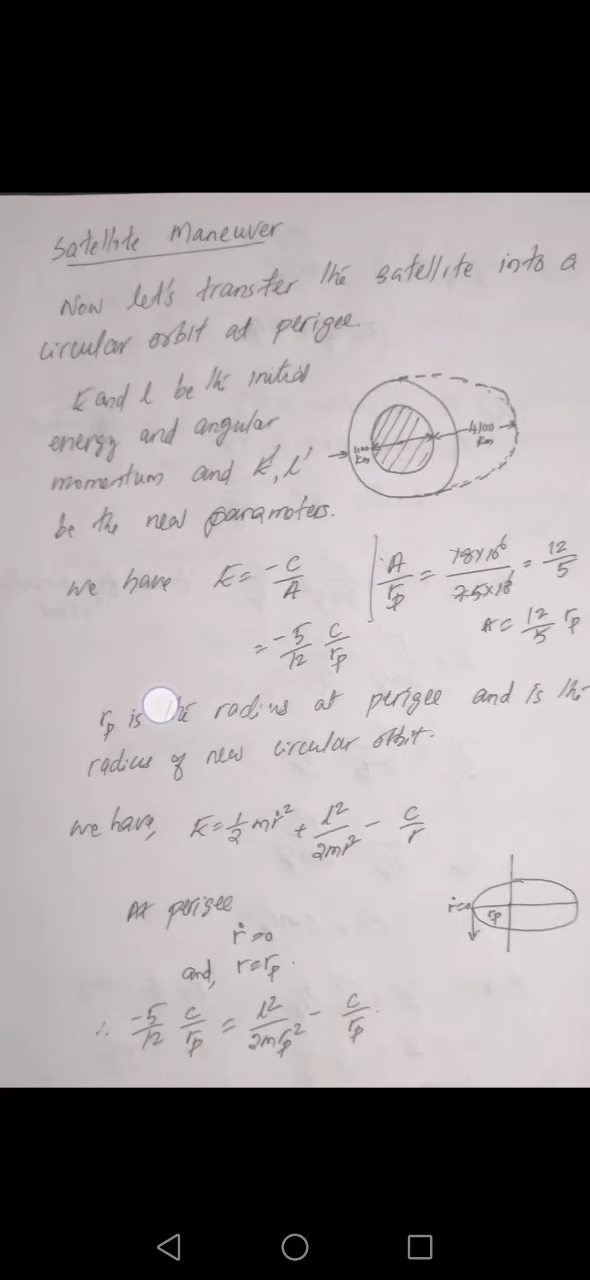 Satellite Maneuver
Now let's transfer the satellite into a
circular orbit at perigee.
E and l be the initial
energy and angular
momentum and E', l'
be the new parameters.
1100 Km
4100 Km
we have E = -C/A
A/rp = 18×10⁶/7.5×10⁶ = 12/5
= -5/12 C/rp
A = 12/5 rp
rp is the radius at perigee and is the
radius of new circular orbit.
we have, E = 1/2 mṙ² + l²/2mr² - C/r
At perigee
ṙ = 0
and, r = rp.
ṙ=0
rp
∴ -5/12 C/rp = l²/2mrp² - C/rp.